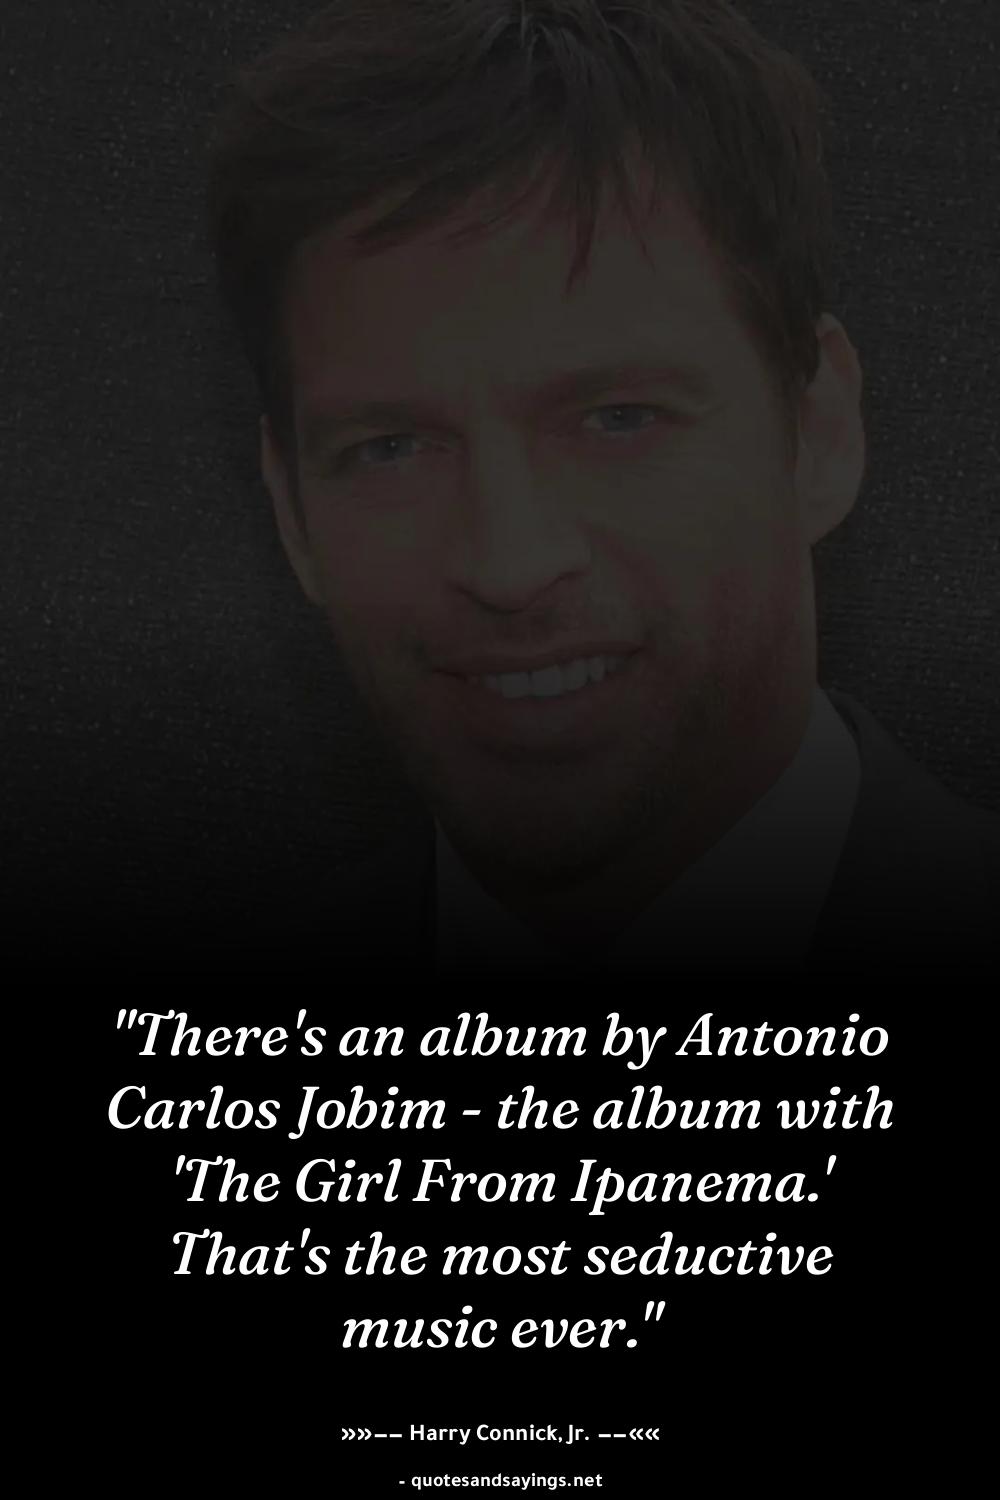 "There's an album by Antonio
Carlos Jobim - the album with
'The Girl From Ipanema.'
That's the most seductive
music ever."
»»−− Harry Connick, Jr. −−««
- quotesandsayings.net